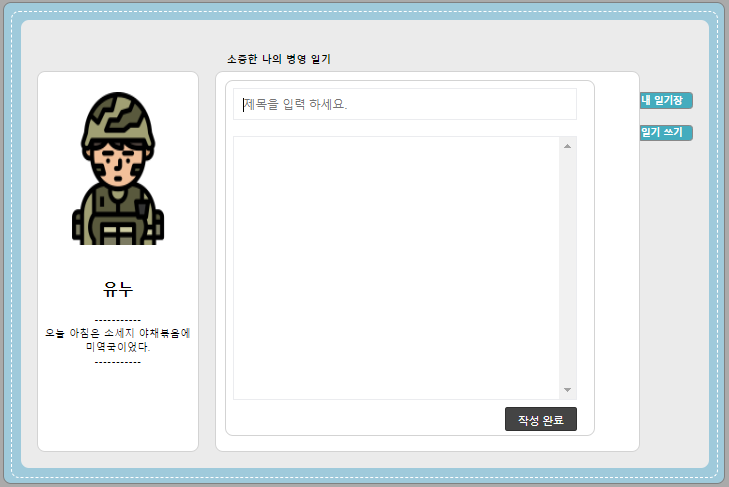 소중한 나의 병영 일기
제목을 입력 하세요.
내 일기장
일기 쓰기
유누
-----------
오늘 아침은 소세지 야채볶음에
미역국이었다.
-----------
작성 완료